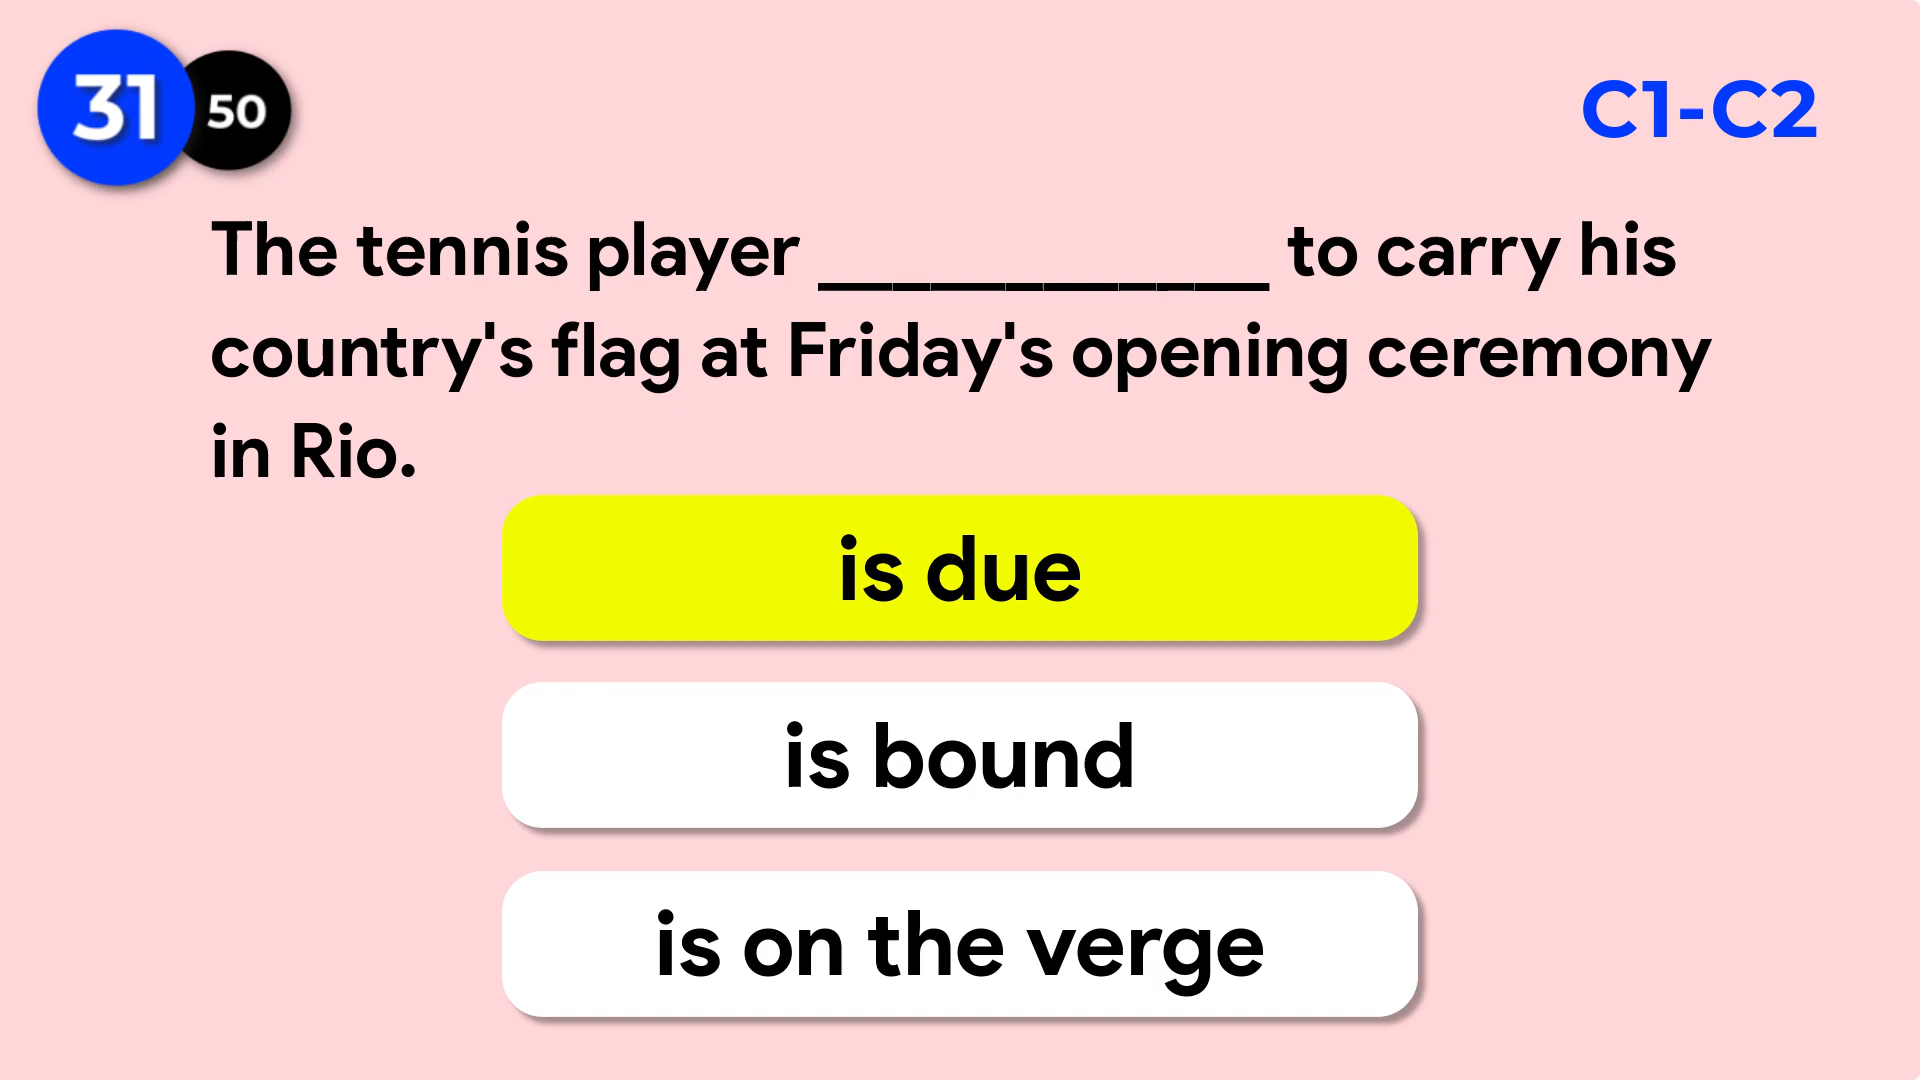 31 50
C1-C2
The tennis player ____________ to carry his
country's flag at Friday's opening ceremony
in Rio.
is due
is bound
is on the verge